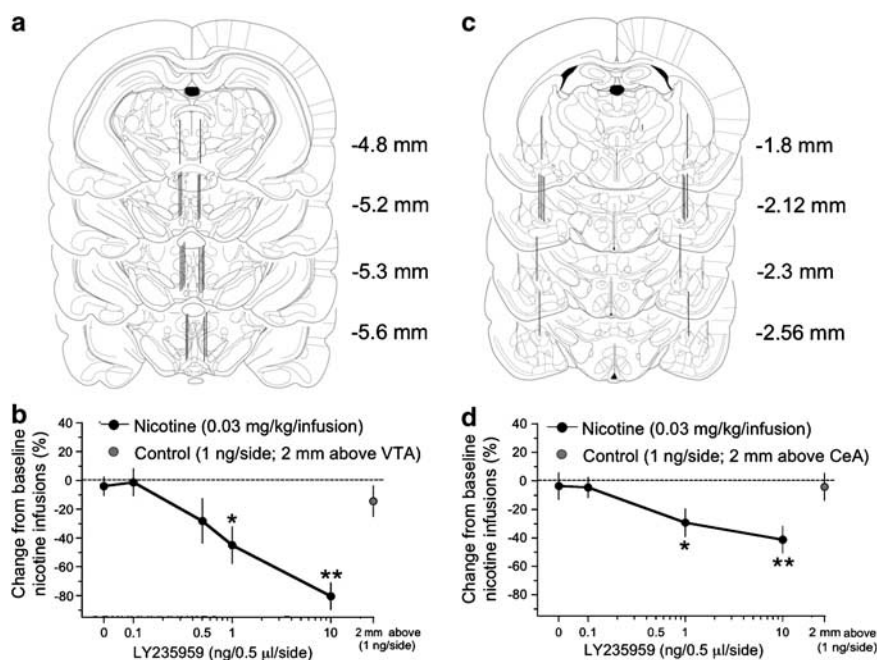 a
-4.8 mm
-5.2 mm
-5.3 mm
-5.6 mm
c
-1.8 mm
-2.12 mm
-2.3 mm
-2.56 mm
b
Change from baseline
nicotine infusions (%)
40
20
0
-20
-40
-60
-80
Nicotine (0.03 mg/kg/infusion)
Control (1 ng/side; 2 mm above VTA)
*
**
0 0.1 0.5 1 10 2 mm above
(1 ng/side)
LY235959 (ng/0.5 µl/side)
d
Change from baseline
nicotine infusions (%)
40
20
0
-20
-40
-60
-80
Nicotine (0.03 mg/kg/infusion)
Control (1 ng/side; 2 mm above CeA)
*
**
0 0.1 0.5 1 10 2 mm above
(1 ng/side)
LY235959 (ng/0.5 µl/side)